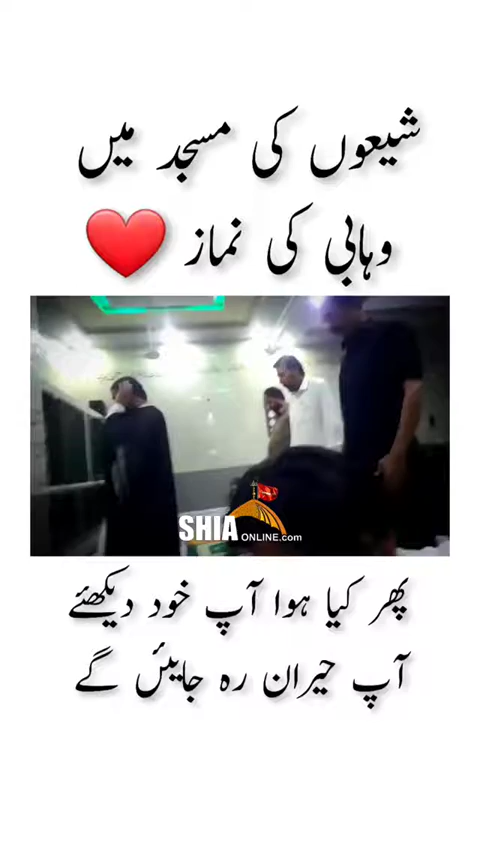 شیعوں کی مسجد میں
وہابی کی نماز ❤️
SHIA
ONLINE.com
پھر کیا ہوا آپ خود دیکھئے
آپ حیران رہ جایئں گے